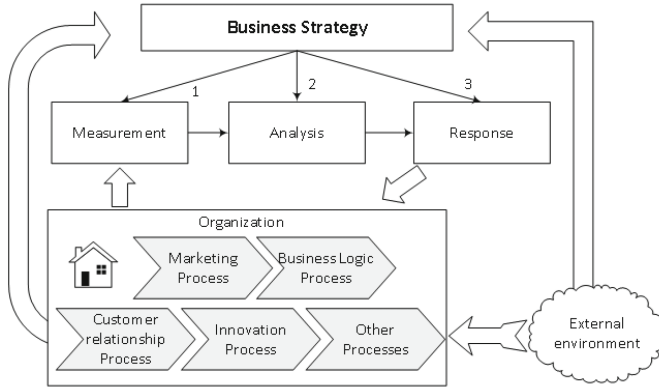 Business Strategy
1
2
3
Measurement
Analysis
Response
Organization
Marketing
Process
Business Logic
Process
Customer
relationship
Process
Innovation
Process
Other
Processes
External
environment